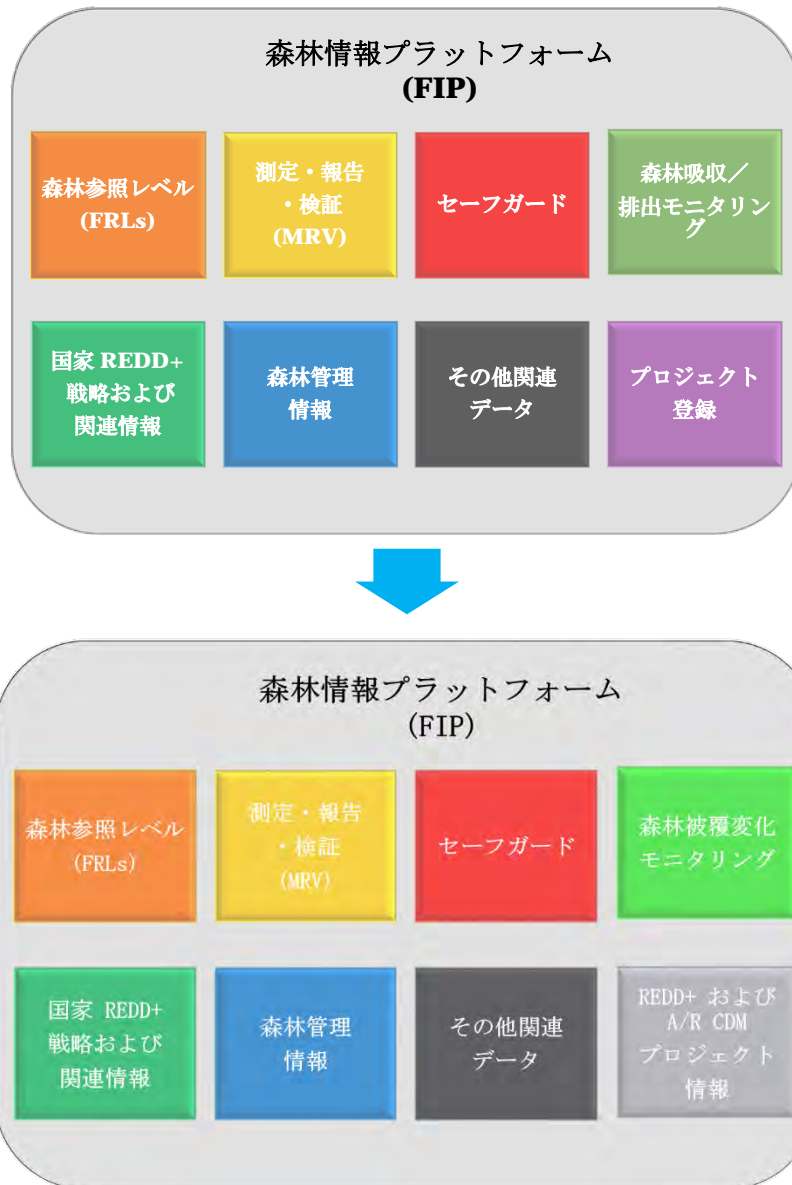 森林情報プラットフォーム
(FIP)
森林参照レベル
(FRLs)
測定・報告
・検証
(MRV)
セーフガード
森林吸収／
排出モニタリン
グ
国家 REDD+
戦略および
関連情報
森林管理
情報
その他関連
データ
プロジェクト
登録
森林情報プラットフォーム
(FIP)
森林参照レベル
(FRLs)
測定・報告
・検証
(MRV)
セーフガード
森林被覆変化
モニタリング
国家 REDD+
戦略および
関連情報
森林管理
情報
その他関連
データ
REDD+ および
A/R CDM
プロジェクト
情報